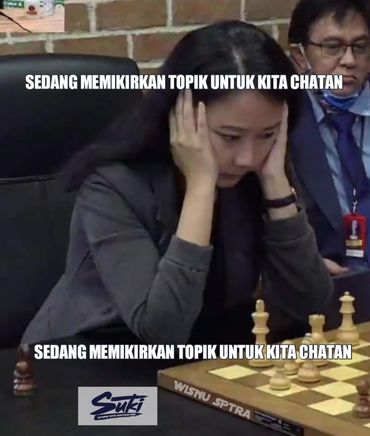 SEDANG MEMIKIRKAN TOPIK UNTUK KITA CHATAN
SEDANG MEMIKIRKAN TOPIK UNTUK KITA CHATAN
WISNU SPTRA
Suki